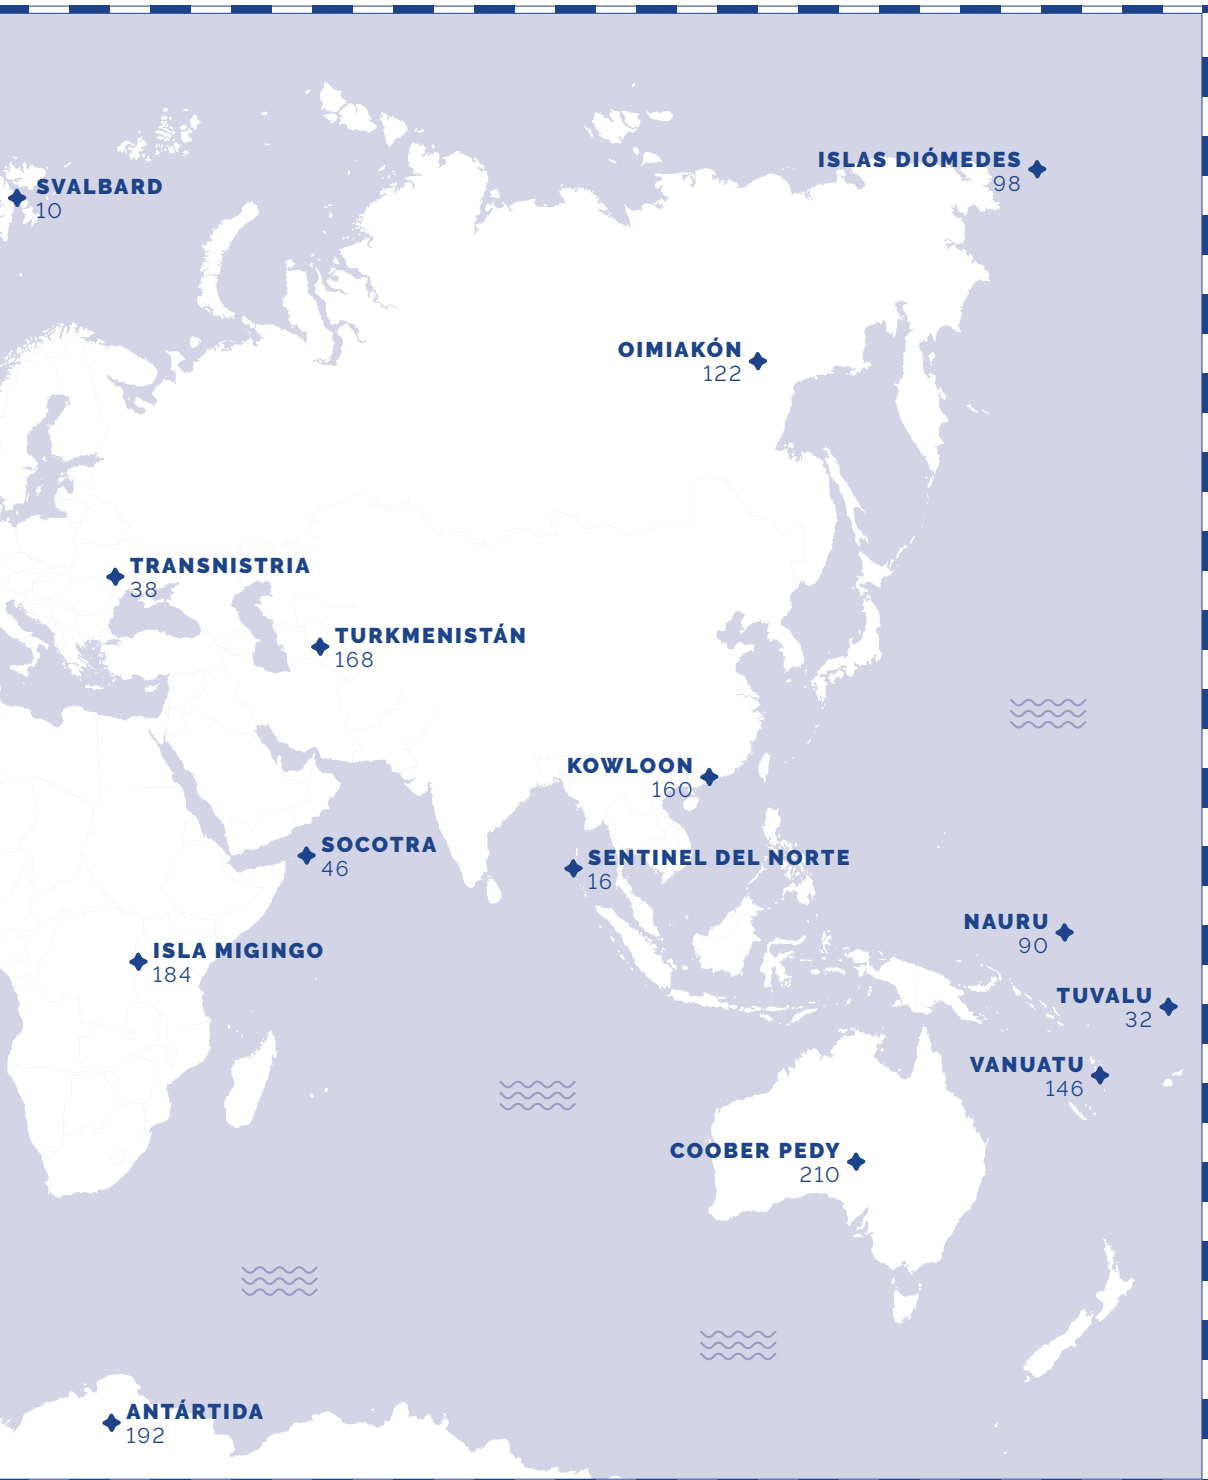 ISLAS DIÓMEDES
98
SVALBARD
10
OIMIAKÓN
122
TRANSNISTRIA
38
TURKMENISTÁN
168
KOWLOON
160
SOCOTRA
46
SENTINEL DEL NORTE
16
NAURU
90
ISLA MIGINGO
184
TUVALU
32
VANUATU
146
COOBER PEDY
210
ANTÁRTIDA
192